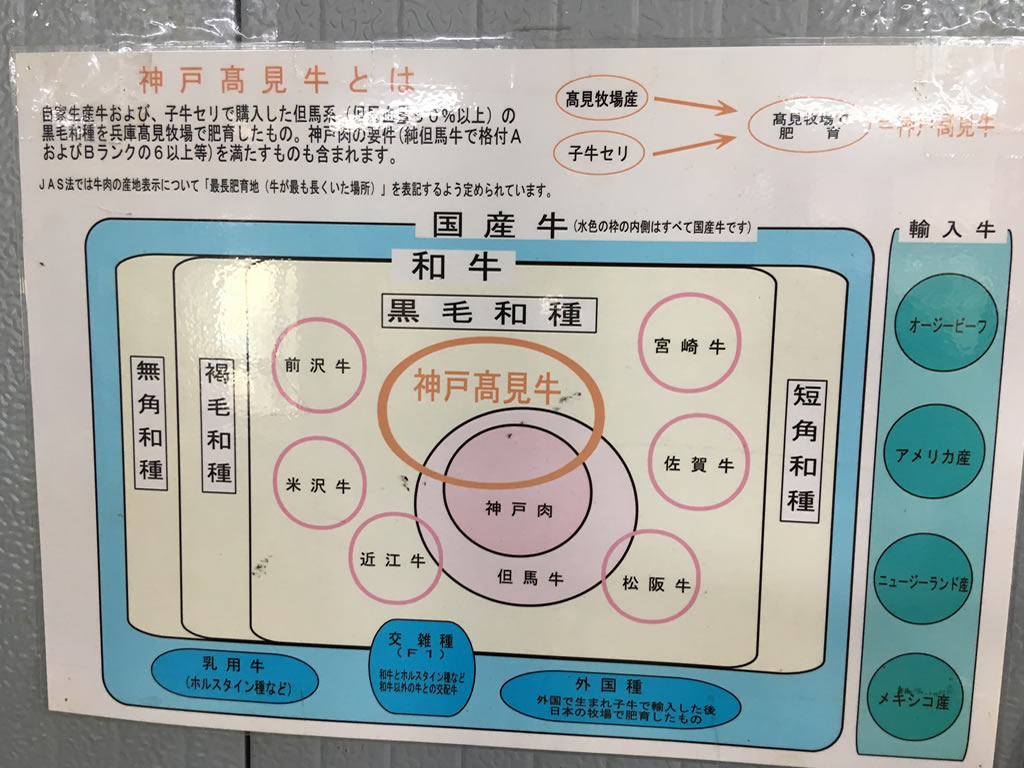 神戸髙見牛とは
自家生産牛および、子牛セリで購入した但馬系(但馬血量50%以上)の
黒毛和種を兵庫髙見牧場で肥育したもの。神戸肉の要件(純但馬牛で格付A
およびBランクの6以上等)を満たすものも含まれます。
JAS法では牛肉の産地表示について「最長肥育地(牛が最も長くいた場所)」を表記するよう定められています。
髙見牧場産
子牛セリ
髙見牧場で
肥育
=神戸髙見牛
国産牛(水色の枠の内側はすべて国産牛です)
和牛
黒毛和種
無角和種
褐毛和種
短角和種
前沢牛
宮崎牛
神戸髙見牛
米沢牛
佐賀牛
神戸肉
近江牛
但馬牛
松阪牛
乳用牛
(ホルスタイン種など)
交雑種
(F1)
和牛とホルスタイン種など
和牛以外の牛との交配牛
外国種
外国で生まれ子牛で輸入した後
日本の牧場で肥育したもの
輸入牛
オージービーフ
アメリカ産
ニュージーランド産
メキシコ産